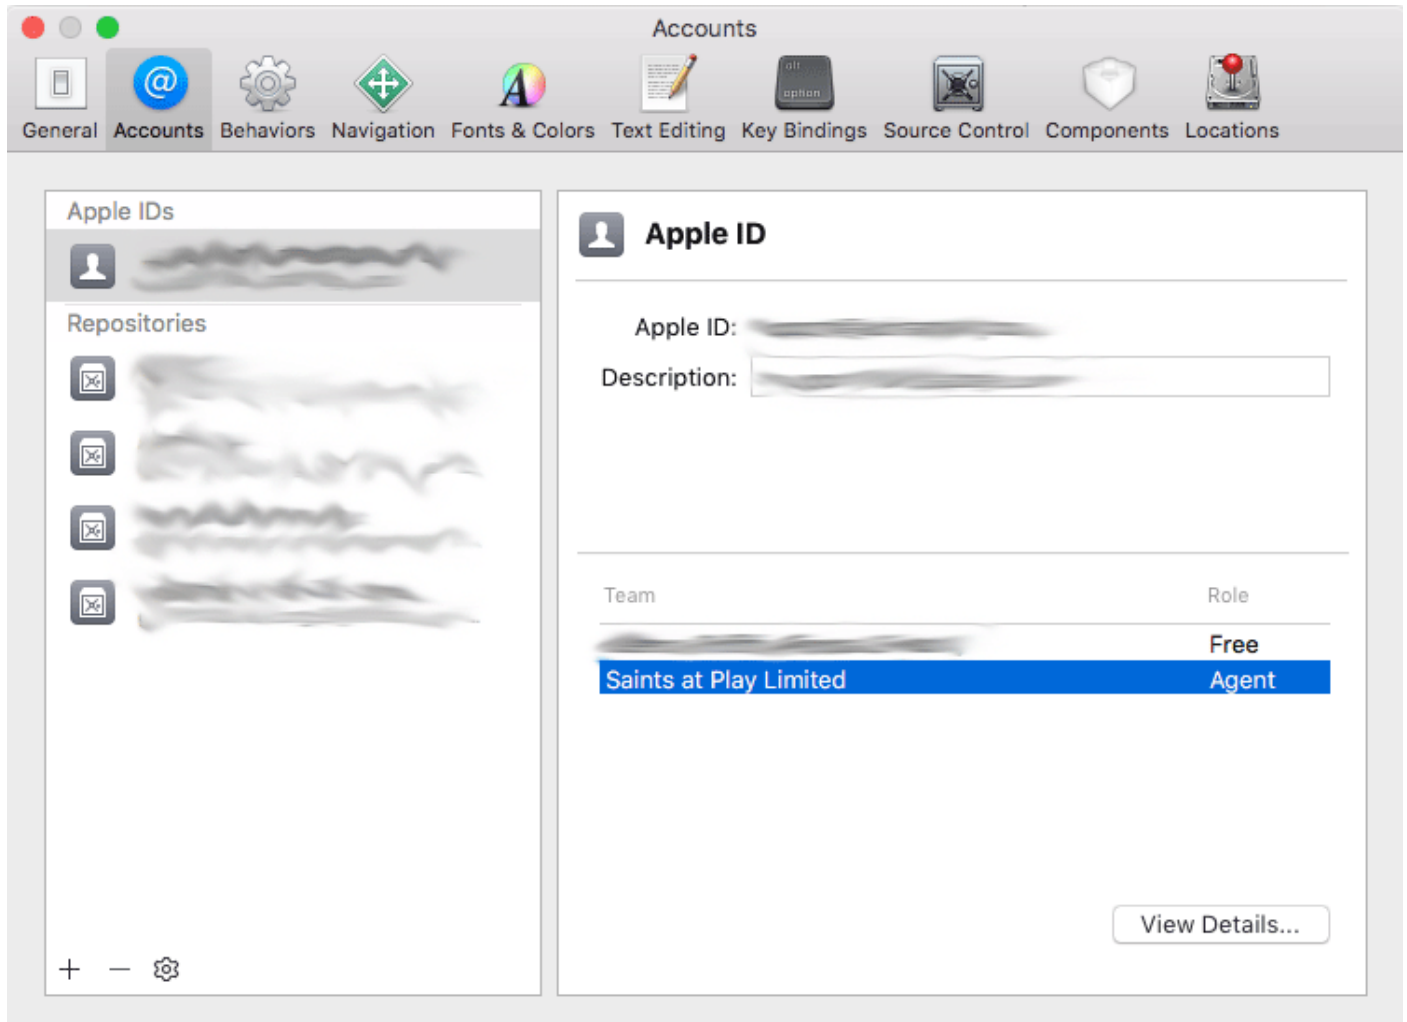 Accounts
General Accounts Behaviors Navigation Fonts & Colors Text Editing Key Bindings Source Control Components Locations
Apple IDs
Repositories
Apple ID
Apple ID:
Description:
Team Role
Free
Saints at Play Limited Agent
View Details...